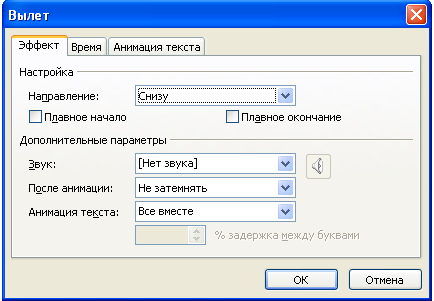 Вылет
Эффект Время Анимация текста
Настройка
Направление: Снизу
Плавное начало Плавное окончание
Дополнительные параметры
Звук: [Нет звука]
После анимации: Не затемнять
Анимация текста: Все вместе
% задержка между буквами
ОК Отмена